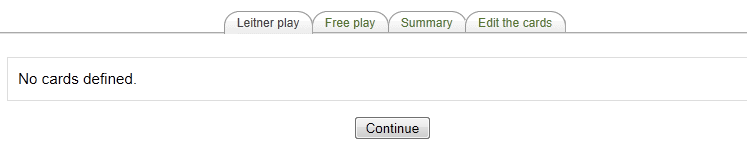 Leitner play Free play Summary Edit the cards
No cards defined.
Continue